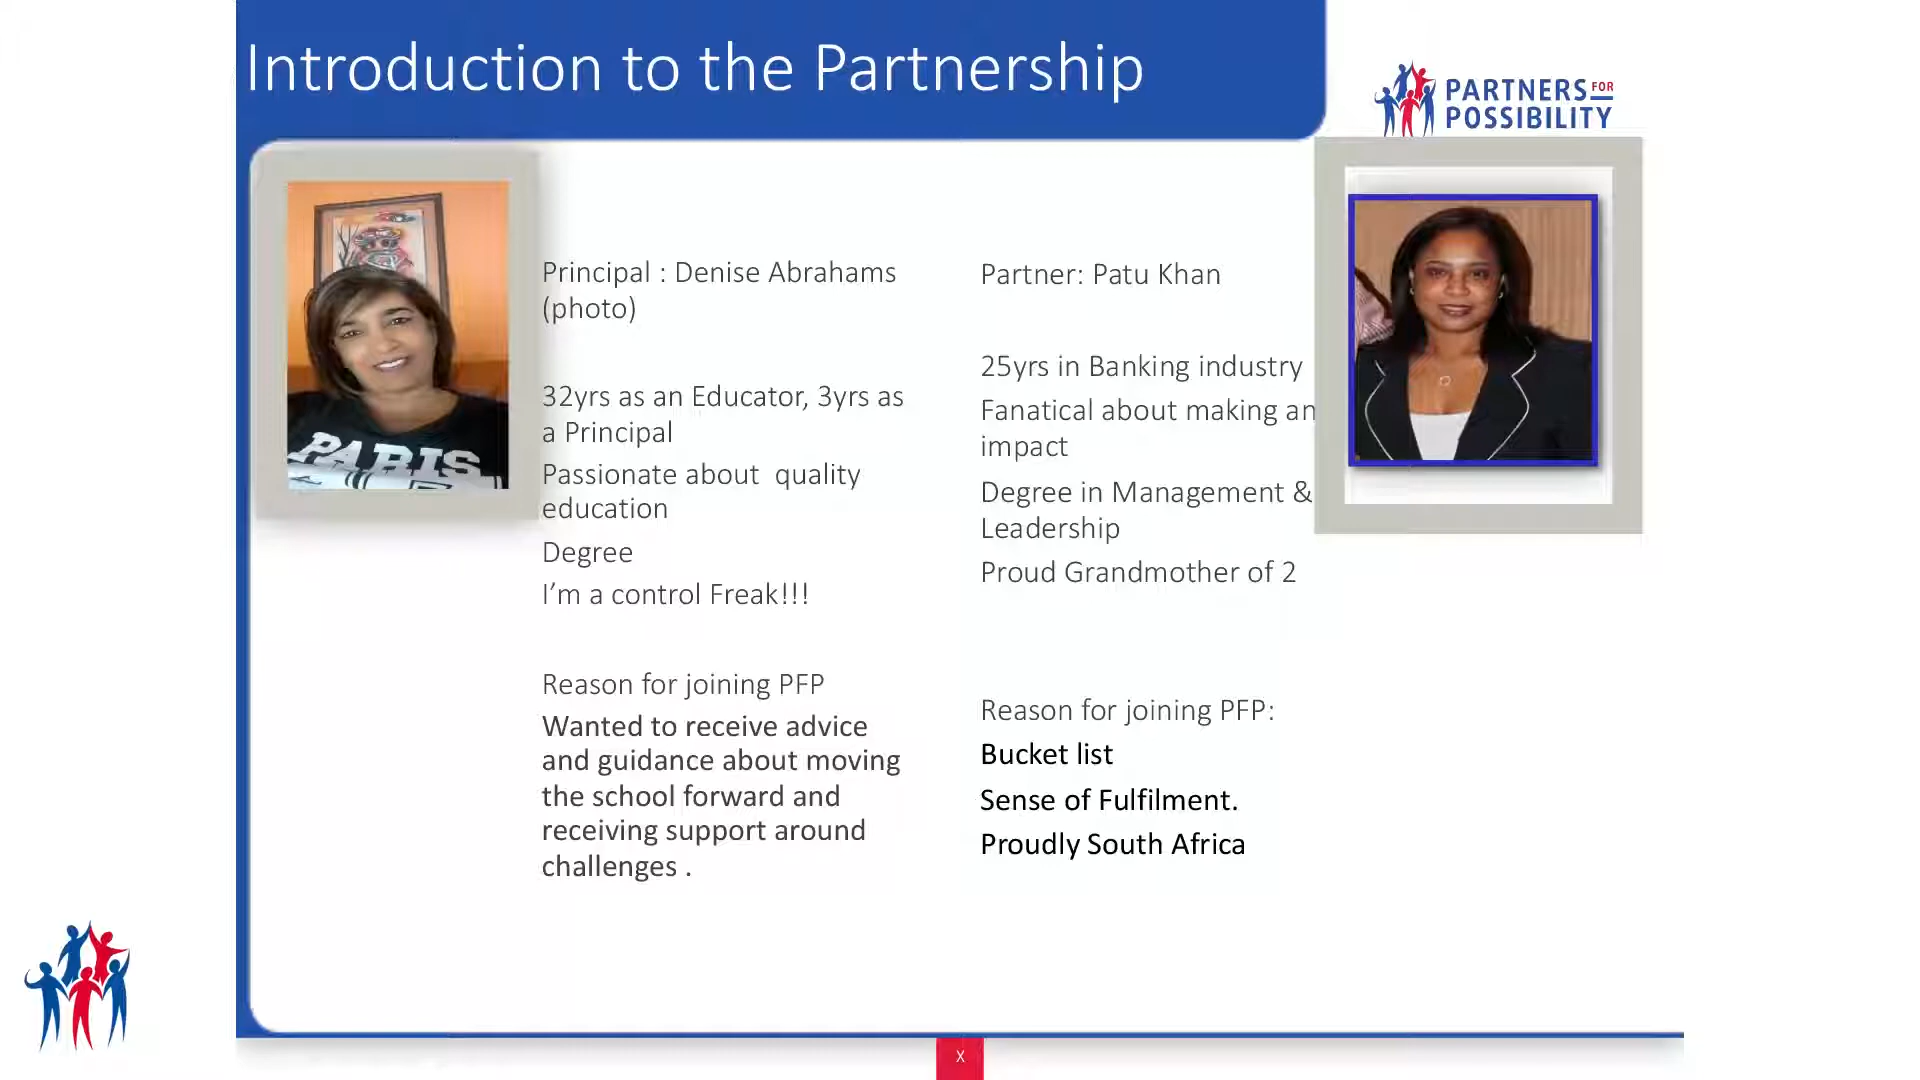 Introduction to the Partnership
PARTNERS FOR
POSSIBILITY
PARIS
Principal : Denise Abrahams
(photo)
32yrs as an Educator, 3yrs as
a Principal
Passionate about  quality
education
Degree
I’m a control Freak!!!
Reason for joining PFP
Wanted to receive advice
and guidance about moving
the school forward and
receiving support around
challenges .
Partner: Patu Khan
25yrs in Banking industry
Fanatical about making an
impact
Degree in Management &
Leadership
Proud Grandmother of 2
Reason for joining PFP:
Bucket list
Sense of Fulfilment.
Proudly South Africa
X